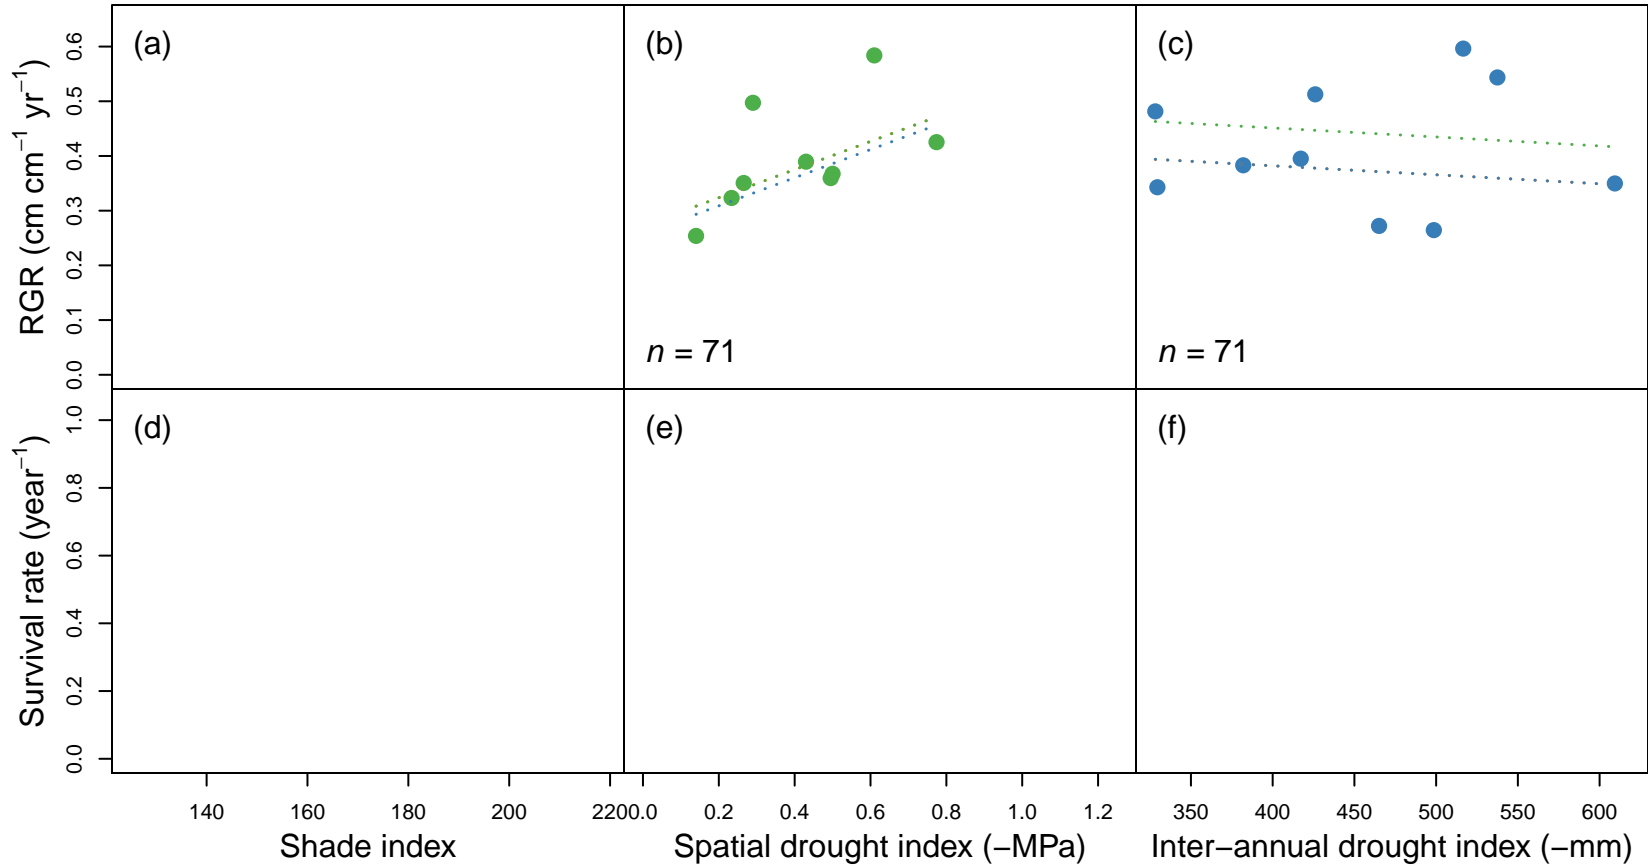 (a)
(b)
(c)
RGR (cm cm⁻¹ yr⁻¹)
0.6
0.5
0.4
0.3
0.2
0.1
0.0
n = 71
n = 71
(d)
(e)
(f)
Survival rate (year⁻¹)
1.0
0.8
0.6
0.4
0.2
0.0
140 160 180 200 220
0.0 0.2 0.4 0.6 0.8 1.0 1.2
350 400 450 500 550 600
Shade index
Spatial drought index (−MPa)
Inter−annual drought index (−mm)